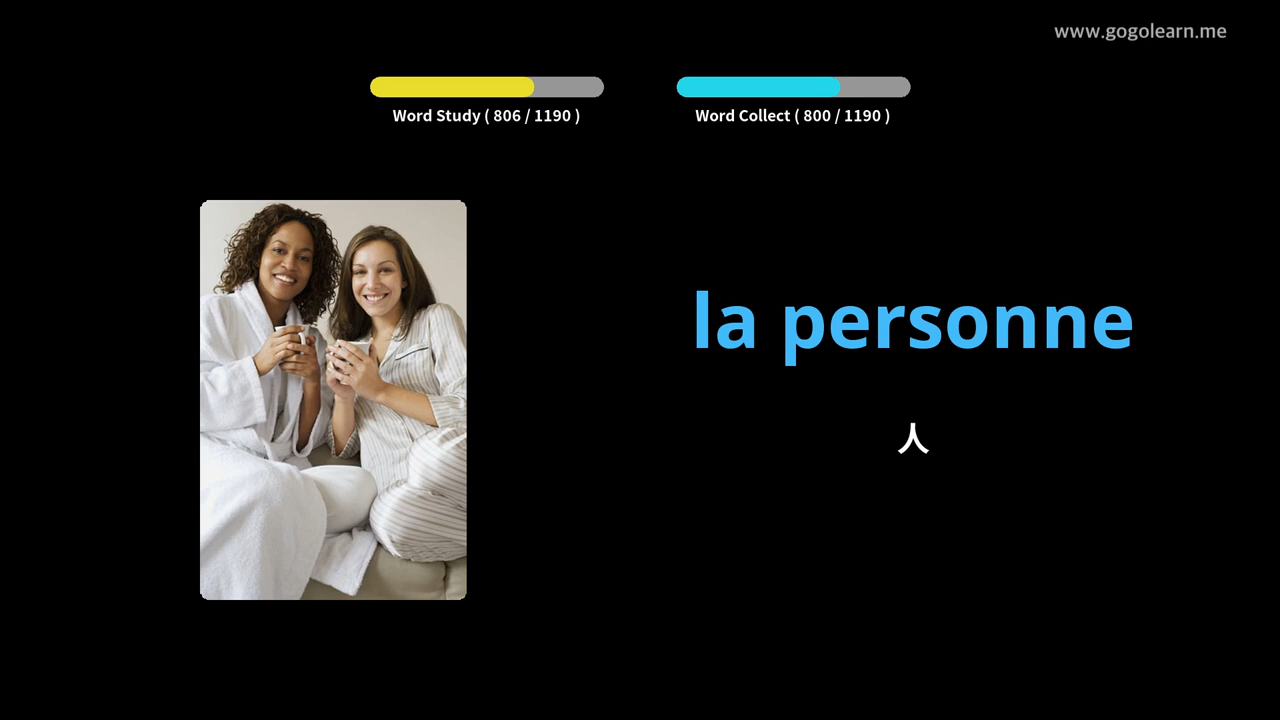 www.gogolearn.me
Word Study ( 806 / 1190 )
Word Collect ( 800 / 1190 )
la personne
人